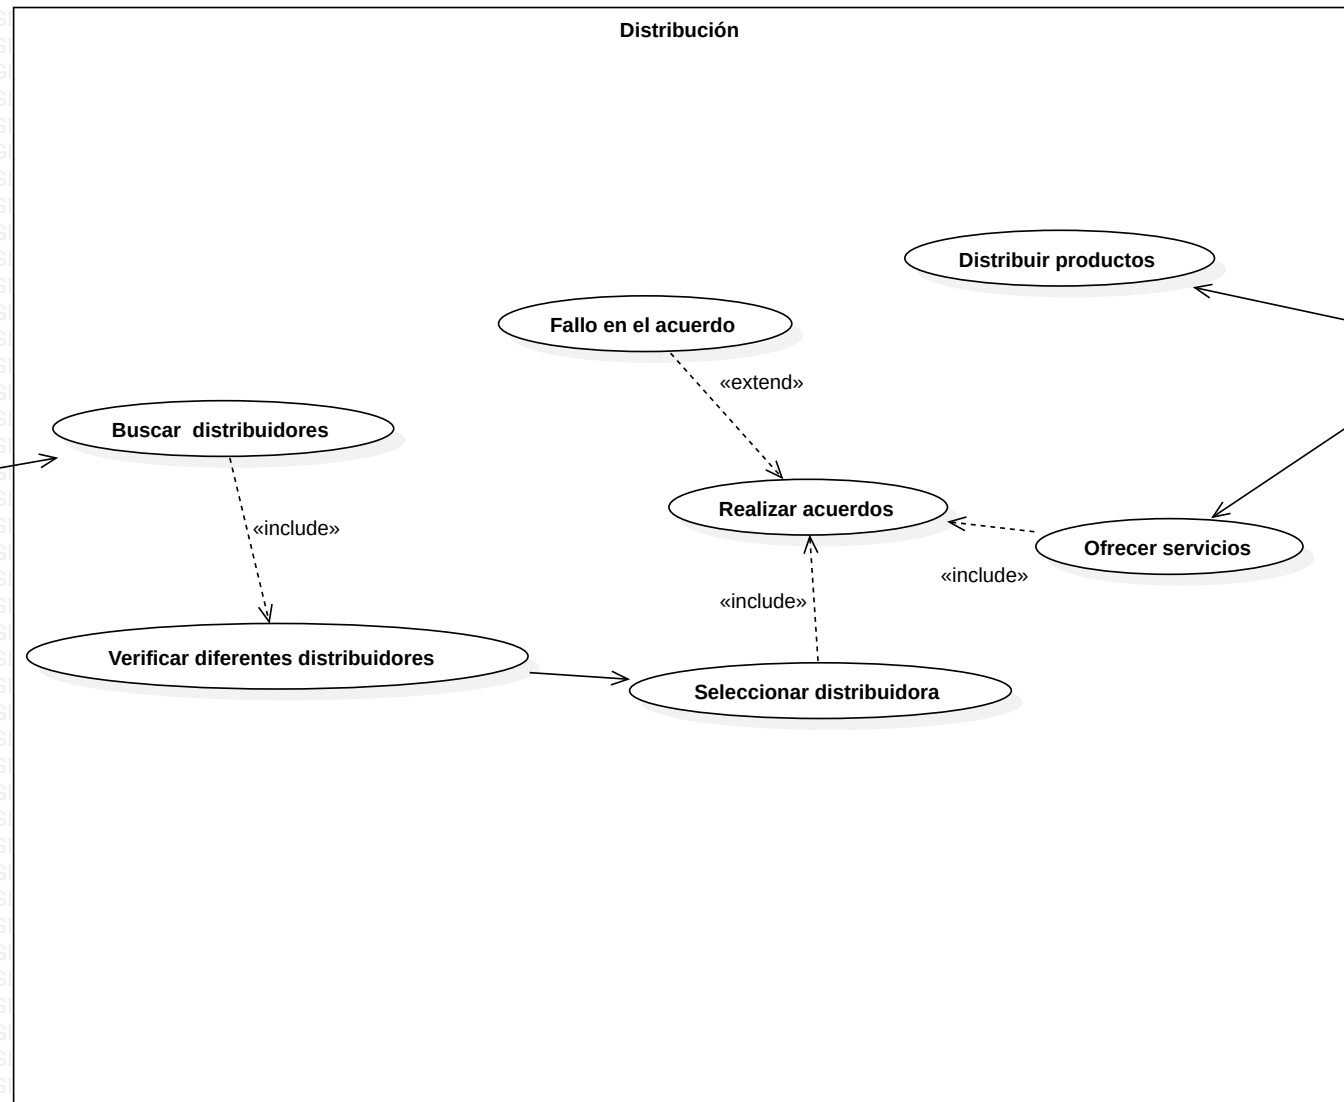 Distribución
Distribuir productos
Fallo en el acuerdo
«extend»
Buscar  distribuidores
Realizar acuerdos
«include»
Ofrecer servicios
«include»
«include»
Verificar diferentes distribuidores
Seleccionar distribuidora